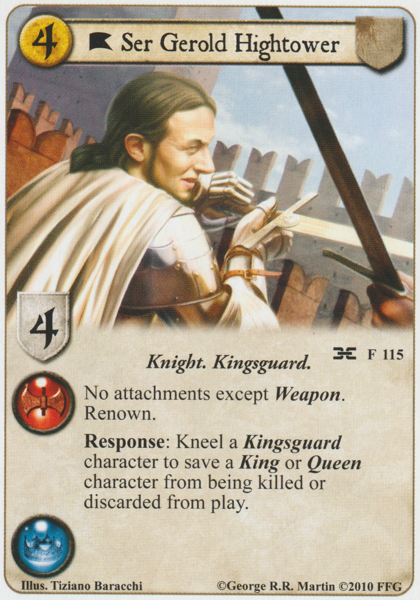 4 Ser Gerold Hightower
4
Knight. Kingsguard.
F 115
No attachments except Weapon.
Renown.
Response: Kneel a Kingsguard
character to save a King or Queen
character from being killed or
discarded from play.
Illus. Tiziano Baracchi ©George R.R. Martin ©2010 FFG